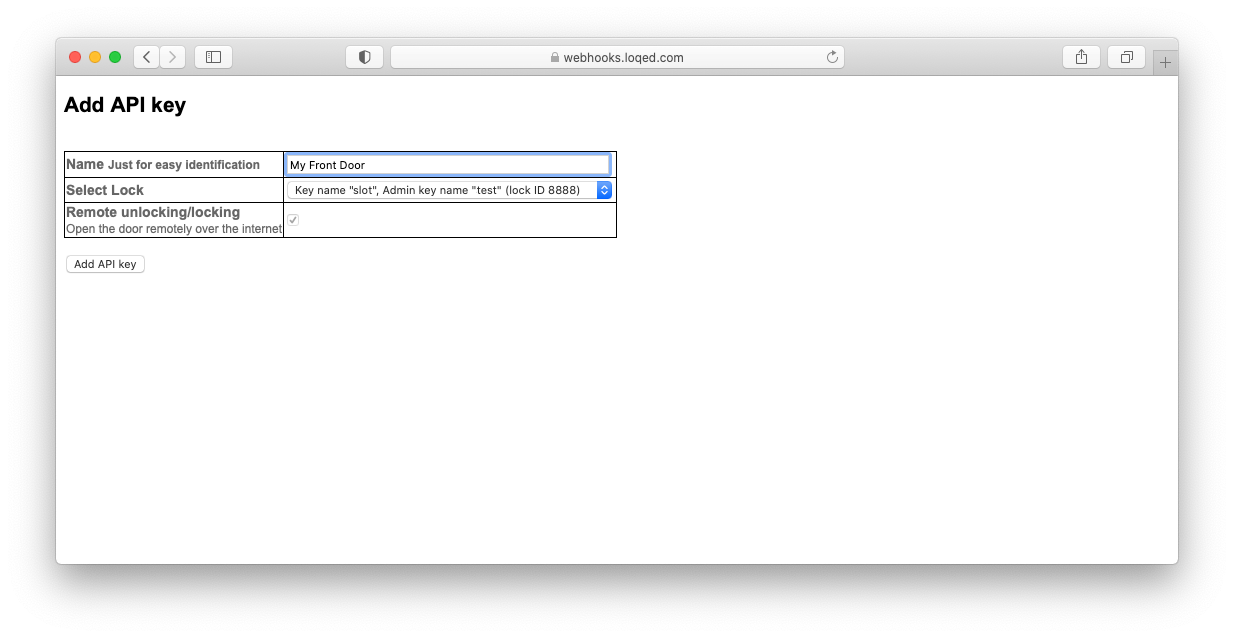 webhooks.loqed.com
Add API key
Name Just for easy identification
My Front Door
Select Lock
Key name "slot", Admin key name "test" (lock ID 8888)
Remote unlocking/locking
Open the door remotely over the internet
Add API key